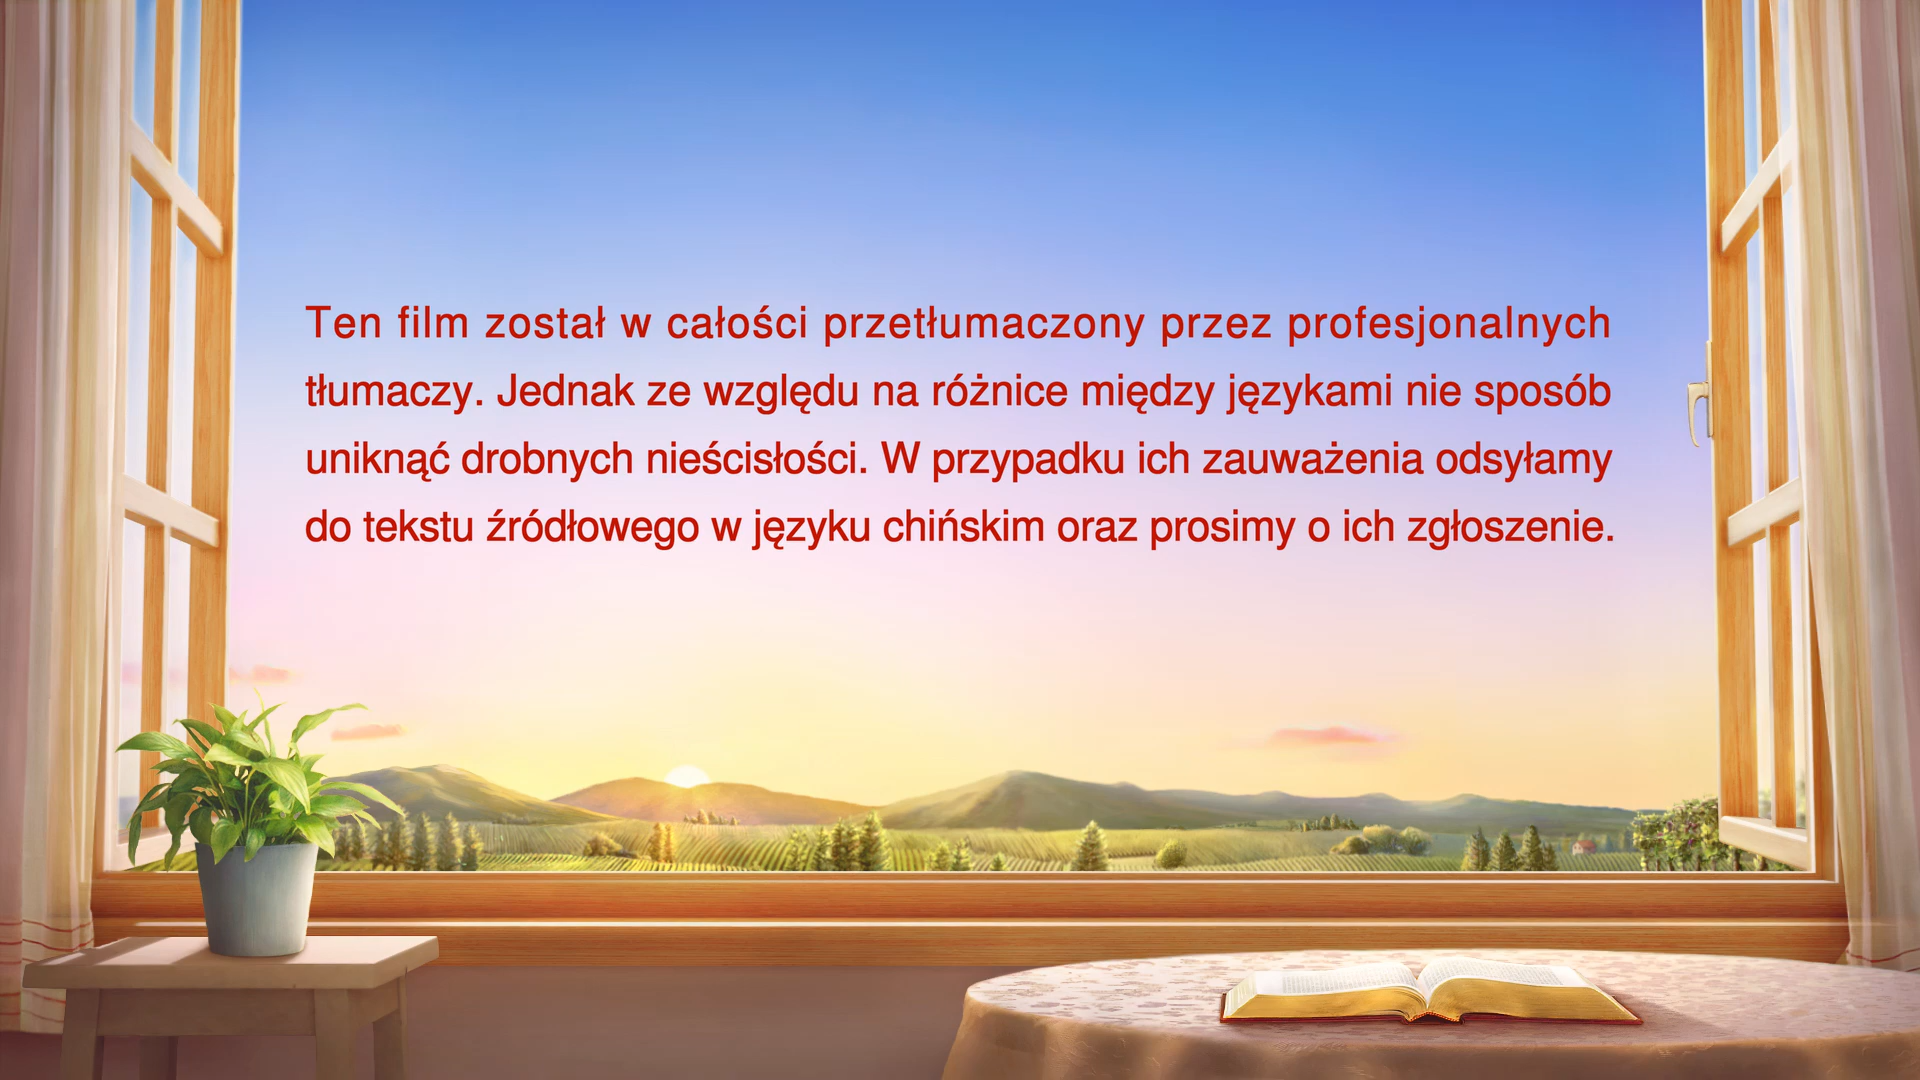 Ten film został w całości przetłumaczony przez profesjonalnych
tłumaczy. Jednak ze względu na różnice między językami nie sposób
uniknąć drobnych nieścisłości. W przypadku ich zauważenia odsyłamy
do tekstu źródłowego w języku chińskim oraz prosimy o ich zgłoszenie.